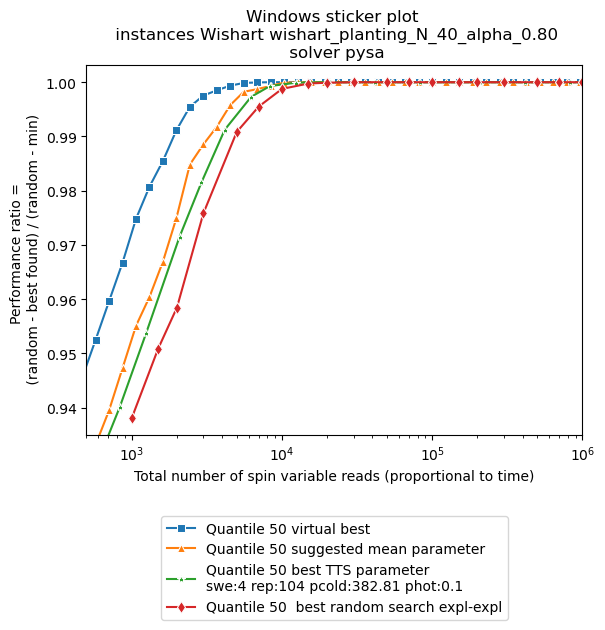 Windows sticker plot
instances Wishart wishart_planting_N_40_alpha_0.80
solver pysa
Performance ratio =
(random - best found) / (random - min)
1.00
0.99
0.98
0.97
0.96
0.95
0.94
10³
10⁴
10⁵
10⁶
Total number of spin variable reads (proportional to time)
Quantile 50 virtual best
Quantile 50 suggested mean parameter
Quantile 50 best TTS parameter
swe:4 rep:104 pcold:382.81 phot:0.1
Quantile 50  best random search expl-expl